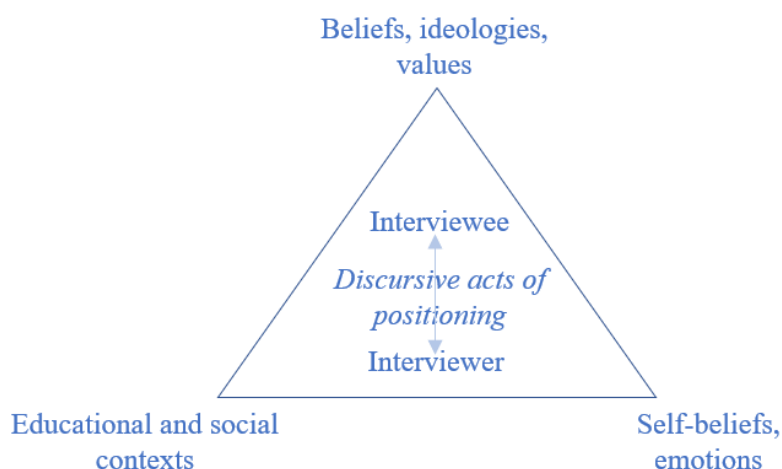 Beliefs, ideologies,
values
Interviewee
Discursive acts of
positioning
Interviewer
Educational and social
contexts
Self-beliefs,
emotions